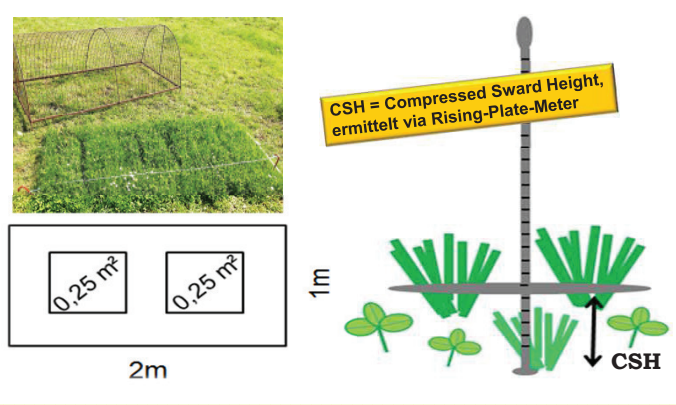 CSH = Compressed Sward Height,
ermittelt via Rising-Plate-Meter
0,25 m²
0,25 m²
1m
2m
CSH